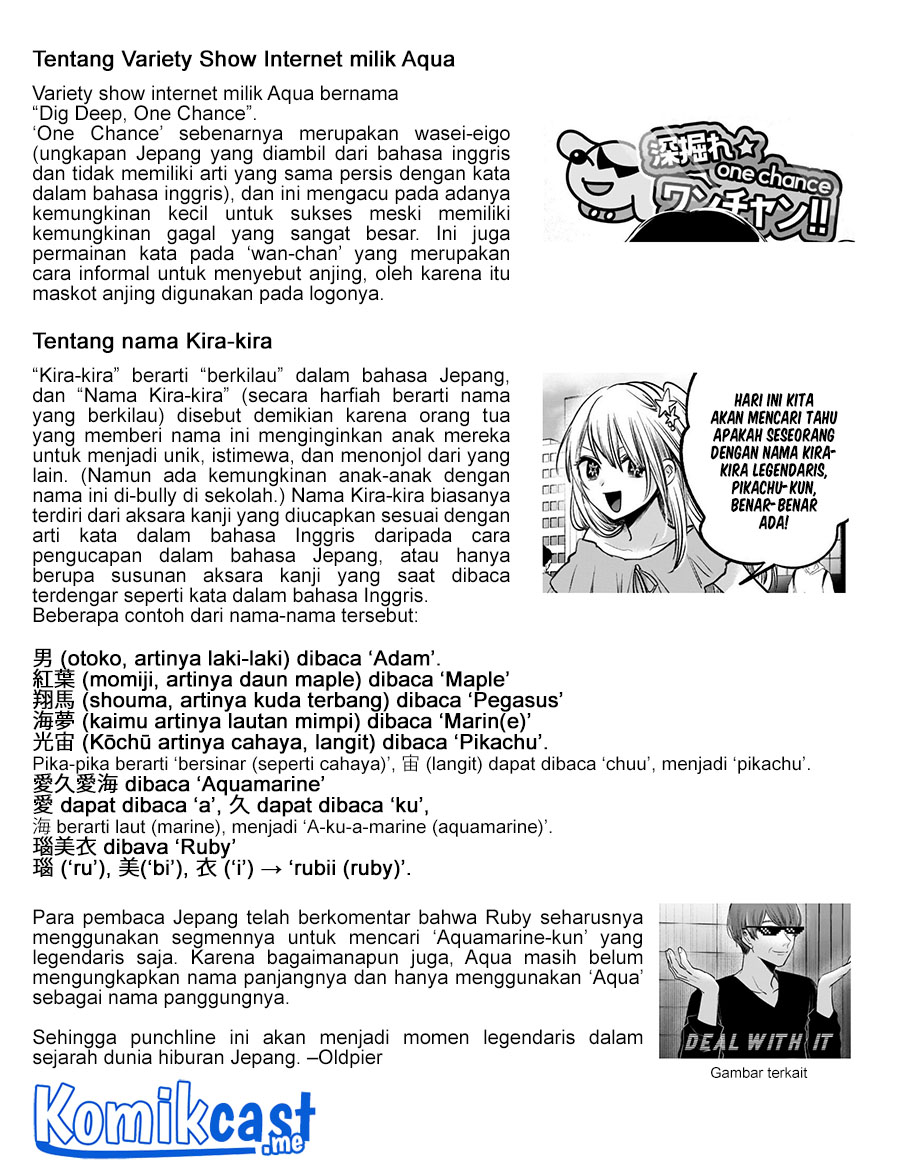 Tentang Variety Show Internet milik Aqua
Variety show internet milik Aqua bernama
“Dig Deep, One Chance”.
‘One Chance’ sebenarnya merupakan wasei-eigo
(ungkapan Jepang yang diambil dari bahasa inggris
dan tidak memiliki arti yang sama persis dengan kata
dalam bahasa inggris), dan ini mengacu pada adanya
kemungkinan kecil untuk sukses meski memiliki
kemungkinan gagal yang sangat besar. Ini juga
permainan kata pada ‘wan-chan’ yang merupakan
cara informal untuk menyebut anjing, oleh karena itu
maskot anjing digunakan pada logonya.
深掘れ☆
one chance
ワンチャン!!
Tentang nama Kira-kira
“Kira-kira” berarti “berkilau” dalam bahasa Jepang,
dan “Nama Kira-kira” (secara harfiah berarti nama
yang berkilau) disebut demikian karena orang tua
yang memberi nama ini menginginkan anak mereka
untuk menjadi unik, istimewa, dan menonjol dari yang
lain. (Namun ada kemungkinan anak-anak dengan
nama ini di-bully di sekolah.) Nama Kira-kira biasanya
terdiri dari aksara kanji yang diucapkan sesuai dengan
arti kata dalam bahasa Inggris daripada cara
pengucapan dalam bahasa Jepang, atau hanya
berupa susunan aksara kanji yang saat dibaca
terdengar seperti kata dalam bahasa Inggris.
Beberapa contoh dari nama-nama tersebut:
HARI INI KITA
AKAN MENCARI TAHU
APAKAH SESEORANG
DENGAN NAMA KIRA-
KIRA LEGENDARIS,
PIKACHU-KUN,
BENAR-BENAR
ADA!
男 (otoko, artinya laki-laki) dibaca ‘Adam’.
紅葉 (momiji, artinya daun maple) dibaca ‘Maple’
翔馬 (shouma, artinya kuda terbang) dibaca ‘Pegasus’
海夢 (kaimu artinya lautan mimpi) dibaca ‘Marin(e)’
光宙 (Kōchū artinya cahaya, langit) dibaca ‘Pikachu’.
Pika-pika berarti ‘bersinar (seperti cahaya)’, 宙 (langit) dapat dibaca ‘chuu’, menjadi ‘pikachu’.
愛久愛海 dibaca ‘Aquamarine’
愛 dapat dibaca ‘a’, 久 dapat dibaca ‘ku’,
海 berarti laut (marine), menjadi ‘A-ku-a-marine (aquamarine)’.
瑙美衣 dibava ‘Ruby’
瑙 (‘ru’), 美(‘bi’), 衣 (‘i’) → ‘rubii (ruby)’.
Para pembaca Jepang telah berkomentar bahwa Ruby seharusnya
menggunakan segmennya untuk mencari ‘Aquamarine-kun’ yang
legendaris saja. Karena bagaimanapun juga, Aqua masih belum
mengungkapkan nama panjangnya dan hanya menggunakan ‘Aqua’
sebagai nama panggungnya.
Sehingga punchline ini akan menjadi momen legendaris dalam
sejarah dunia hiburan Jepang. –Oldpier
DEAL WITH IT
Gambar terkait
Komikcast
.me